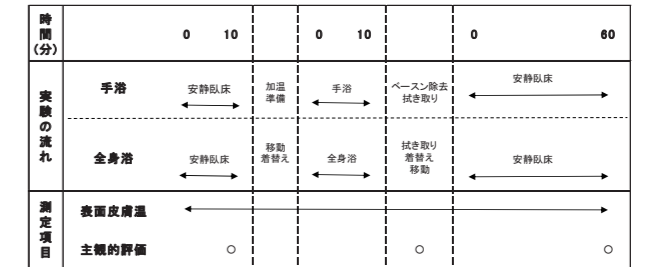 時間(分)
0 10 0 10 0 60
実験の流れ
手浴
安静臥床
加温
準備
手浴
ベースン除去
拭き取り
安静臥床
全身浴
安静臥床
移動
着替え
全身浴
拭き取り
着替え
移動
安静臥床
測定項目
表面皮膚温
主観的評価
○ ○ ○